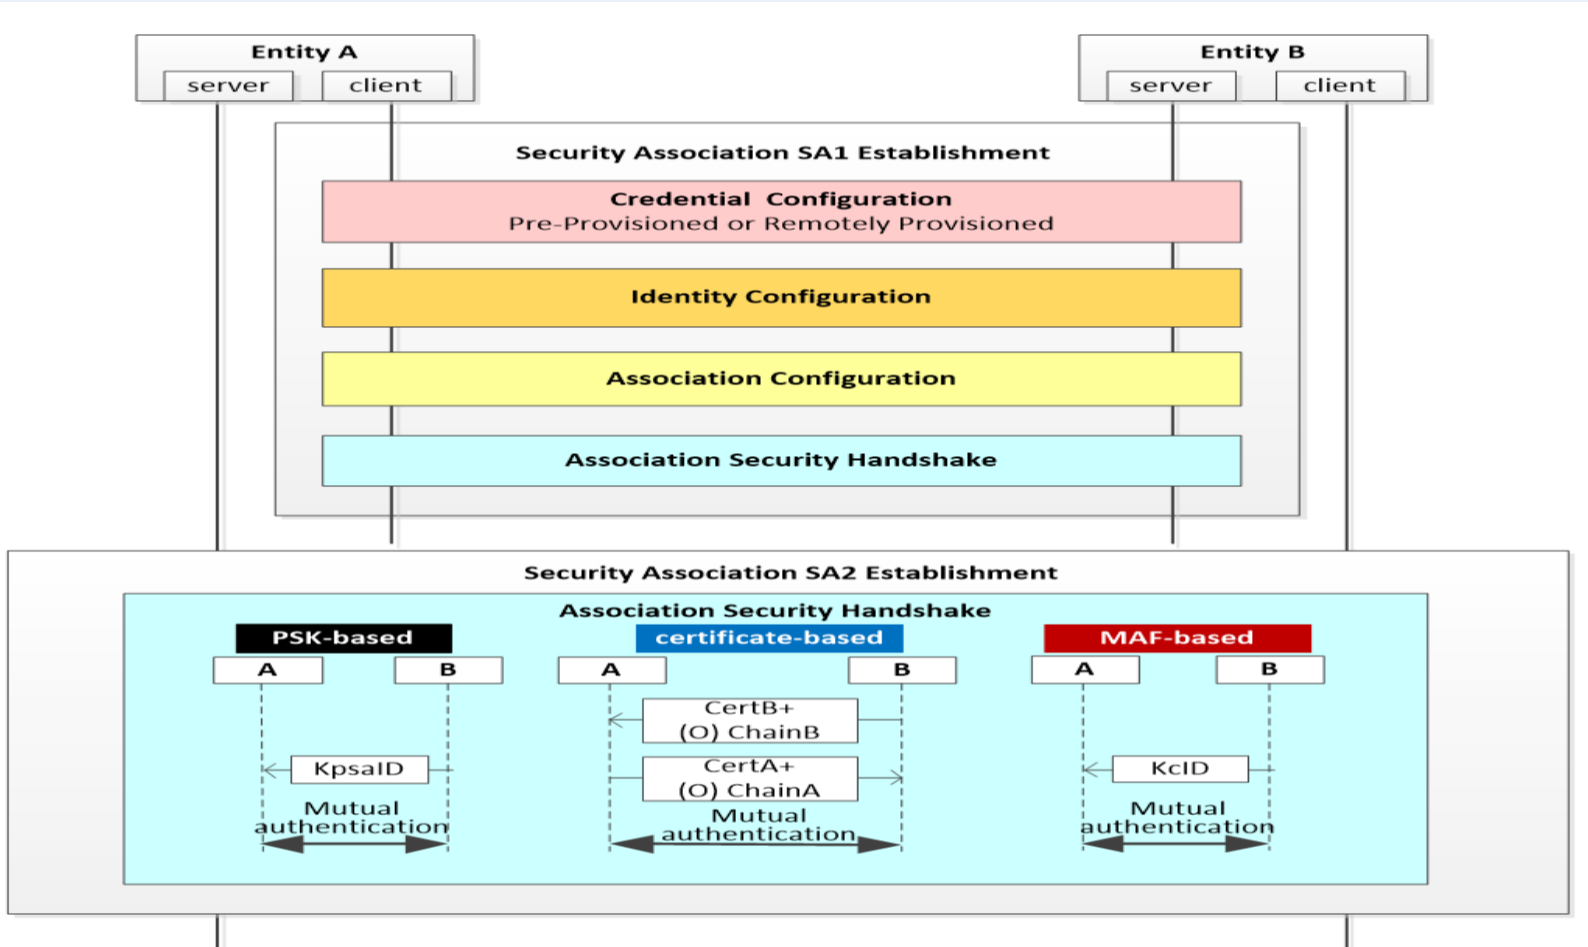 Entity A
server
client
Entity B
server
client
Security Association SA1 Establishment
Credential Configuration
Pre-Provisioned or Remotely Provisioned
Identity Configuration
Association Configuration
Association Security Handshake
Security Association SA2 Establishment
Association Security Handshake
PSK-based
A
B
KpsaID
Mutual
authentication
certificate-based
A
B
CertB+
(O) ChainB
CertA+
(O) ChainA
Mutual
authentication
MAF-based
A
B
KcID
Mutual
authentication